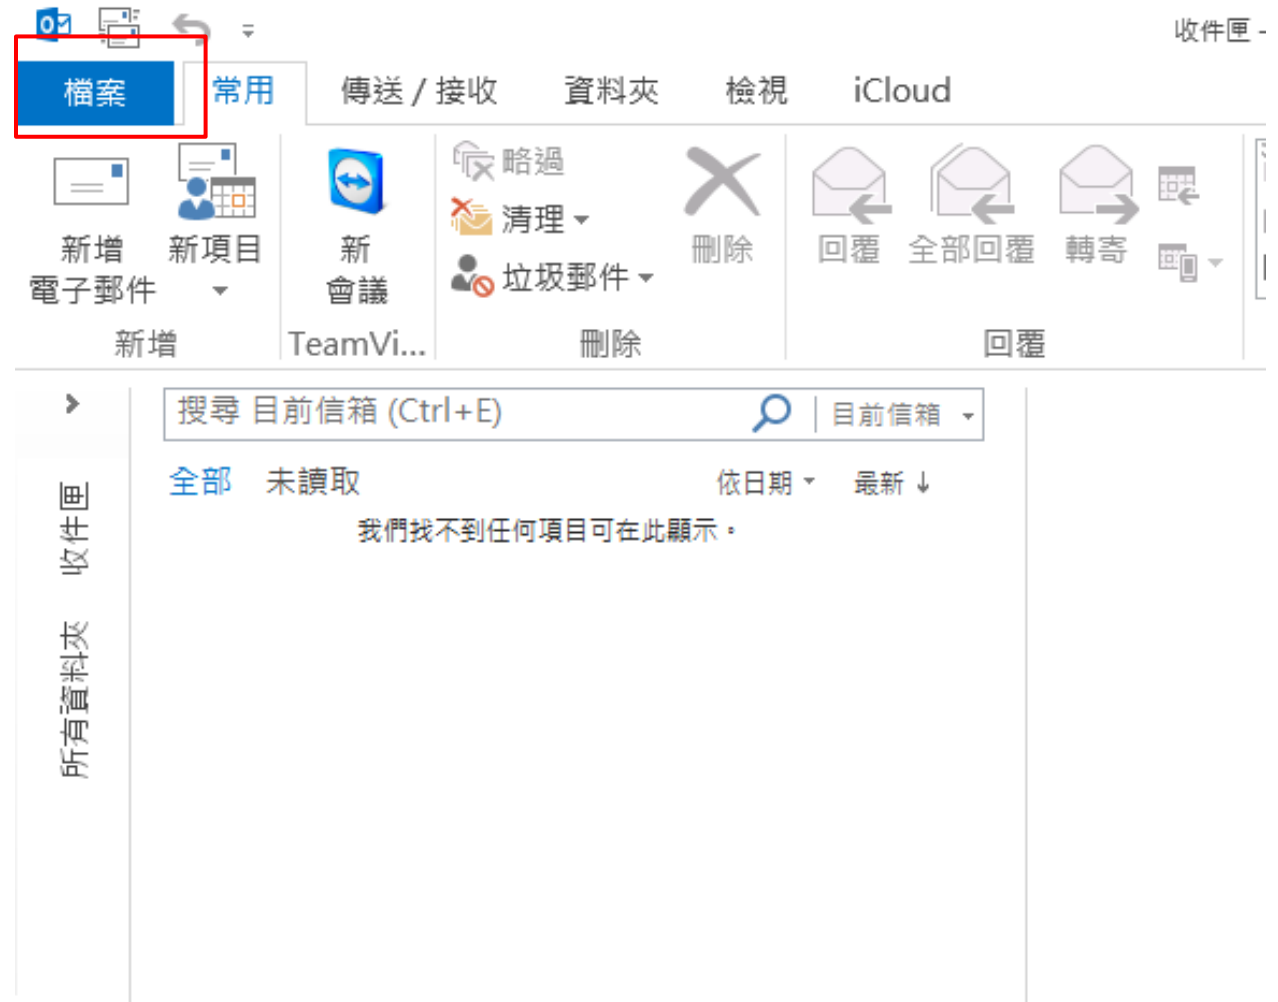 收件匣 -
檔案 常用 傳送 / 接收 資料夾 檢視 iCloud
新增
電子郵件
新項目
新
會議
略過
清理
垃圾郵件
刪除
回覆 全部回覆 轉寄
新增 TeamVi... 刪除 回覆
搜尋 目前信箱 (Ctrl+E) 目前信箱
全部 未讀取 依日期 最新 ↓
我們找不到任何項目可在此顯示。
收件匣
所有資料夾